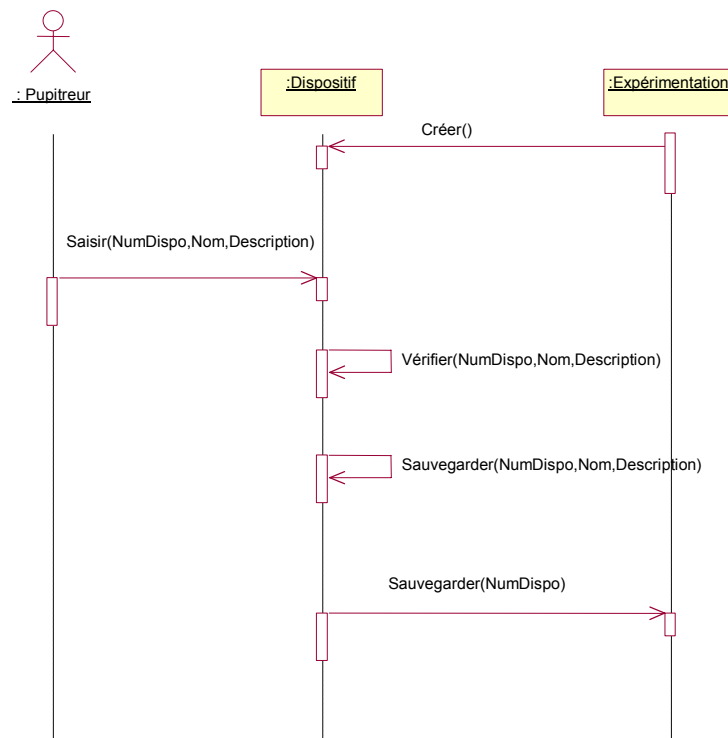 : Pupitreur
:Dispositif
:Expérimentation
Créer()
Saisir(NumDispo,Nom,Description)
Vérifier(NumDispo,Nom,Description)
Sauvegarder(NumDispo,Nom,Description)
Sauvegarder(NumDispo)